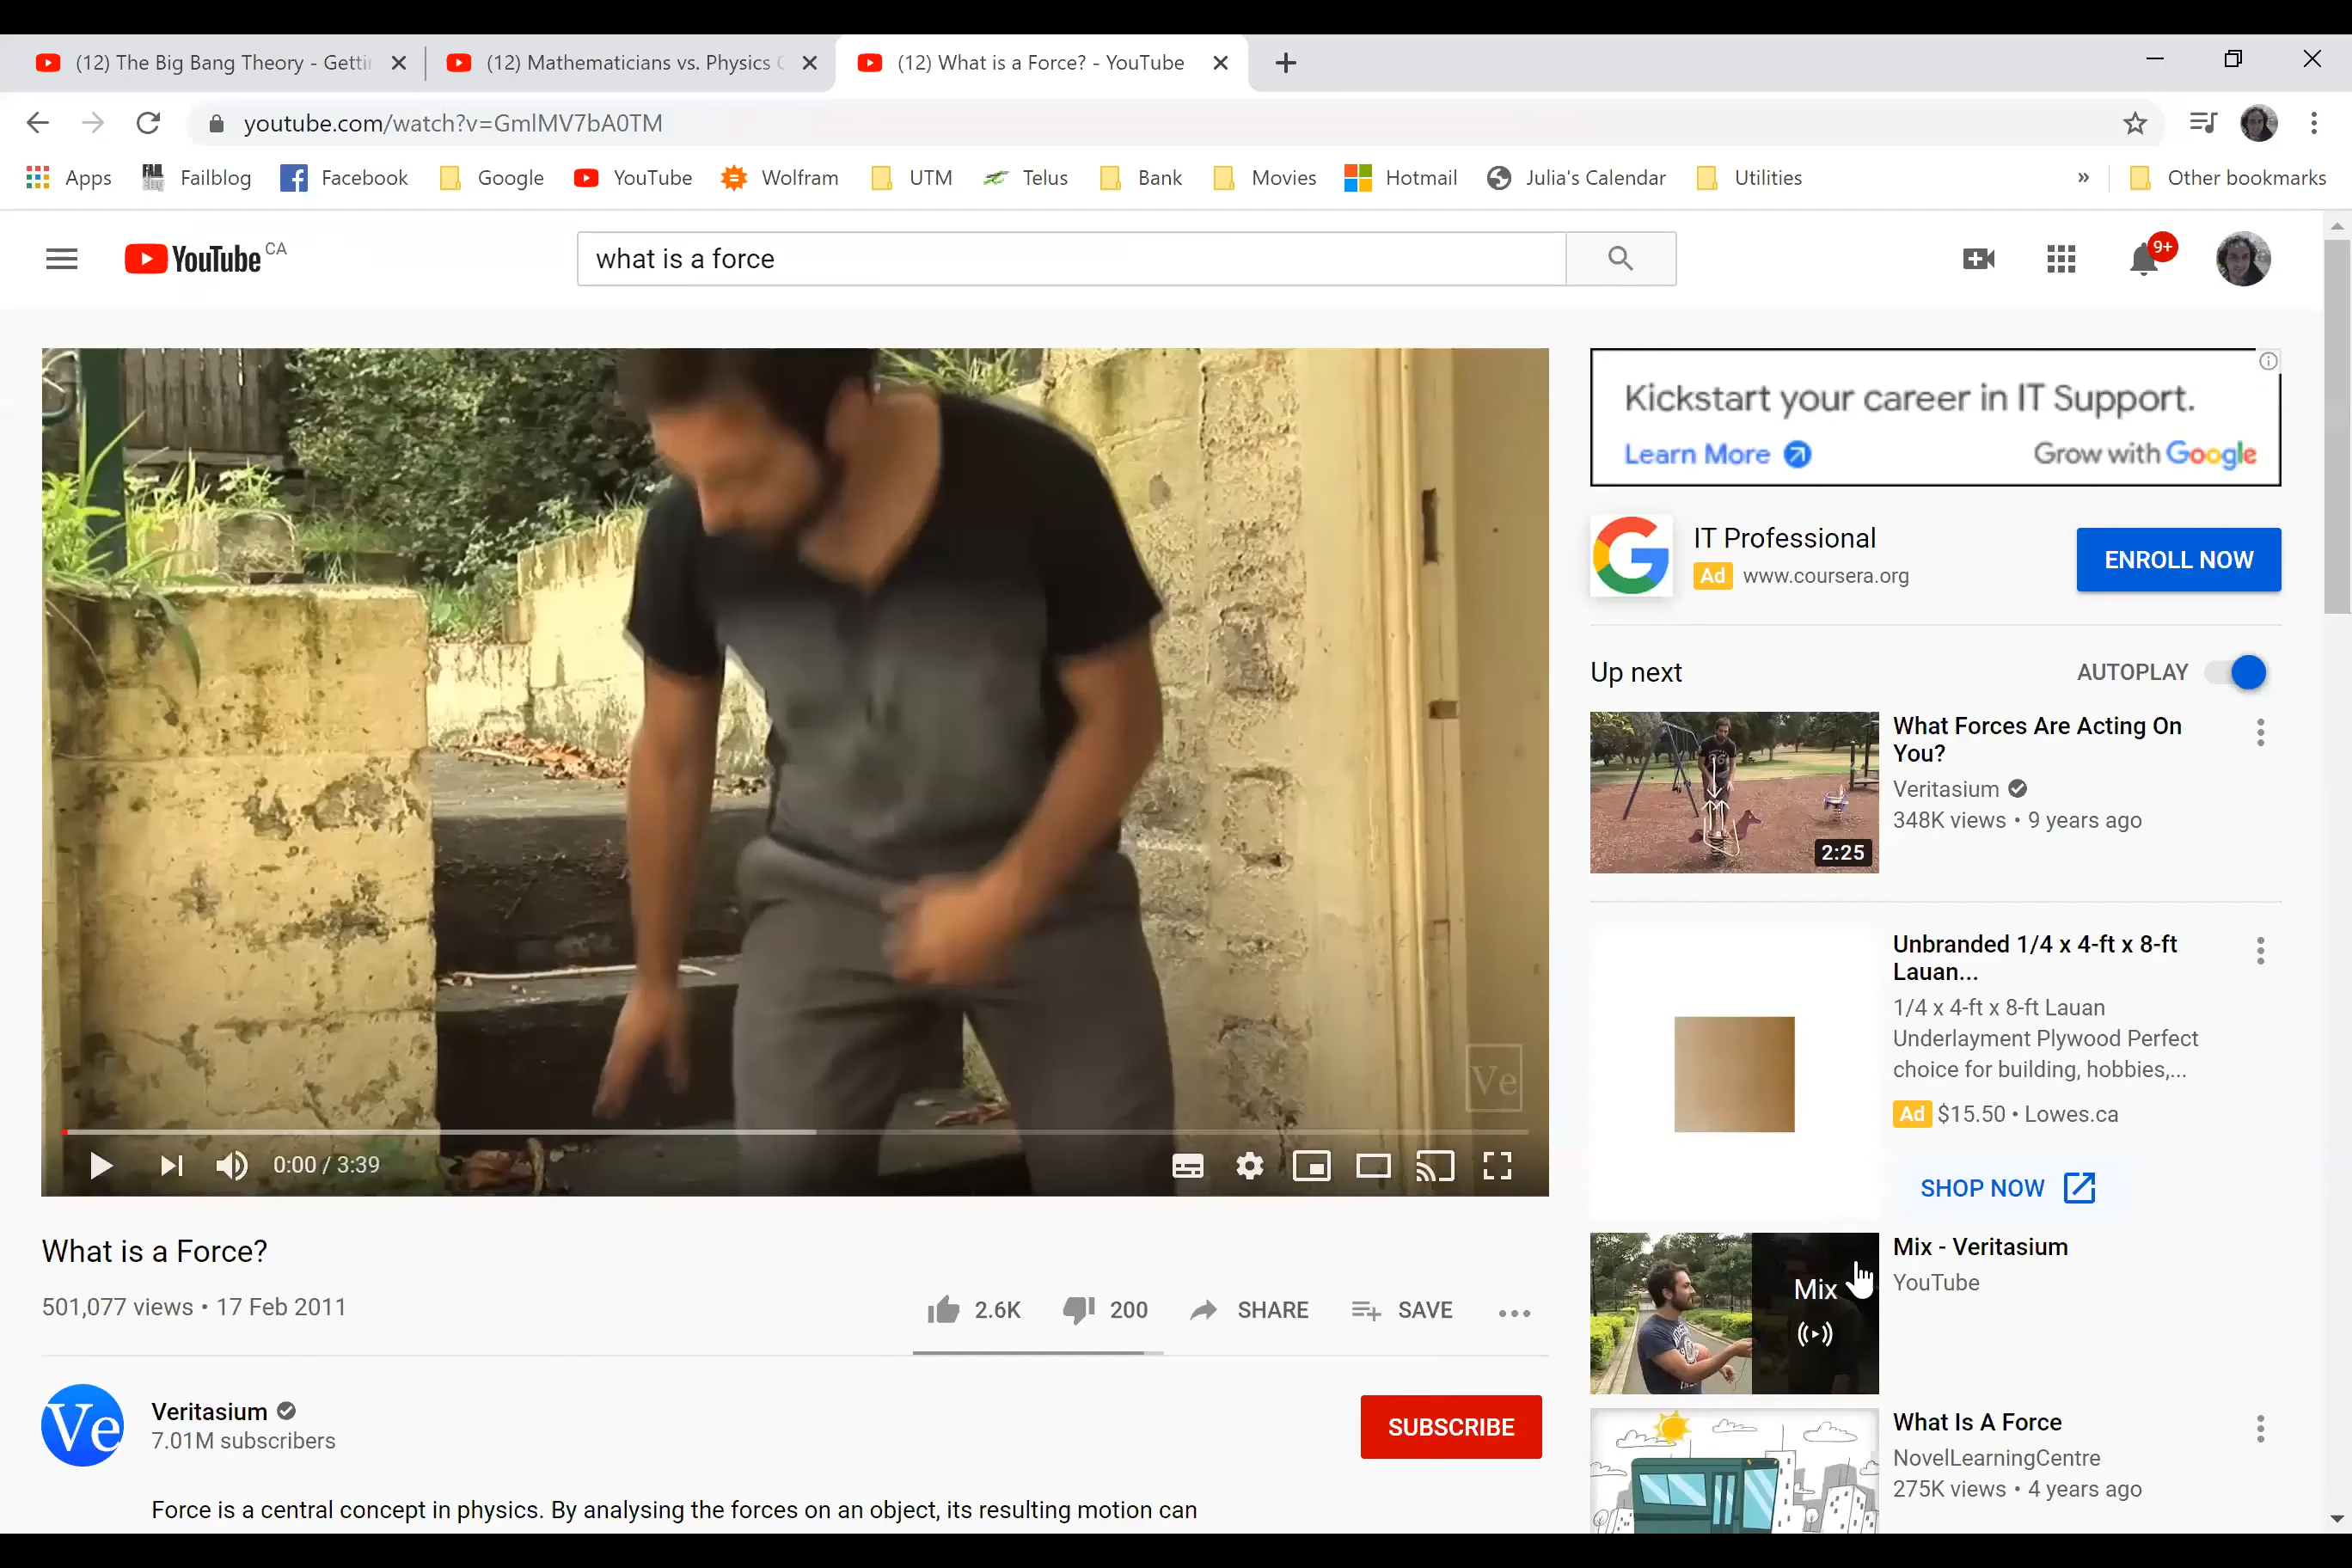 (12) The Big Bang Theory - Getti
(12) Mathematicians vs. Physics
(12) What is a Force? - YouTube
youtube.com/watch?v=GmlMV7bA0TM
Apps
FAIL
Failblog
Facebook
Google
YouTube
Wolfram
UTM
Telus
Bank
Movies
Hotmail
Julia's Calendar
Utilities
»
Other bookmarks
YouTube CA
what is a force
9+
Kickstart your career in IT Support.
Learn More
Grow with Google
IT Professional
Ad www.coursera.org
ENROLL NOW
Up next
AUTOPLAY
What Forces Are Acting On
You?
Veritasium
348K views • 9 years ago
2:25
Unbranded 1/4 x 4-ft x 8-ft
Lauan...
1/4 x 4-ft x 8-ft Lauan
Underlayment Plywood Perfect
choice for building, hobbies,...
Ad $15.50 • Lowes.ca
SHOP NOW
Mix
Mix - Veritasium
YouTube
What Is A Force
NovelLearningCentre
275K views • 4 years ago
Ve
0:00 / 3:39
What is a Force?
501,077 views • 17 Feb 2011
2.6K
200
SHARE
SAVE
Ve
Veritasium
7.01M subscribers
SUBSCRIBE
Force is a central concept in physics. By analysing the forces on an object, its resulting motion can